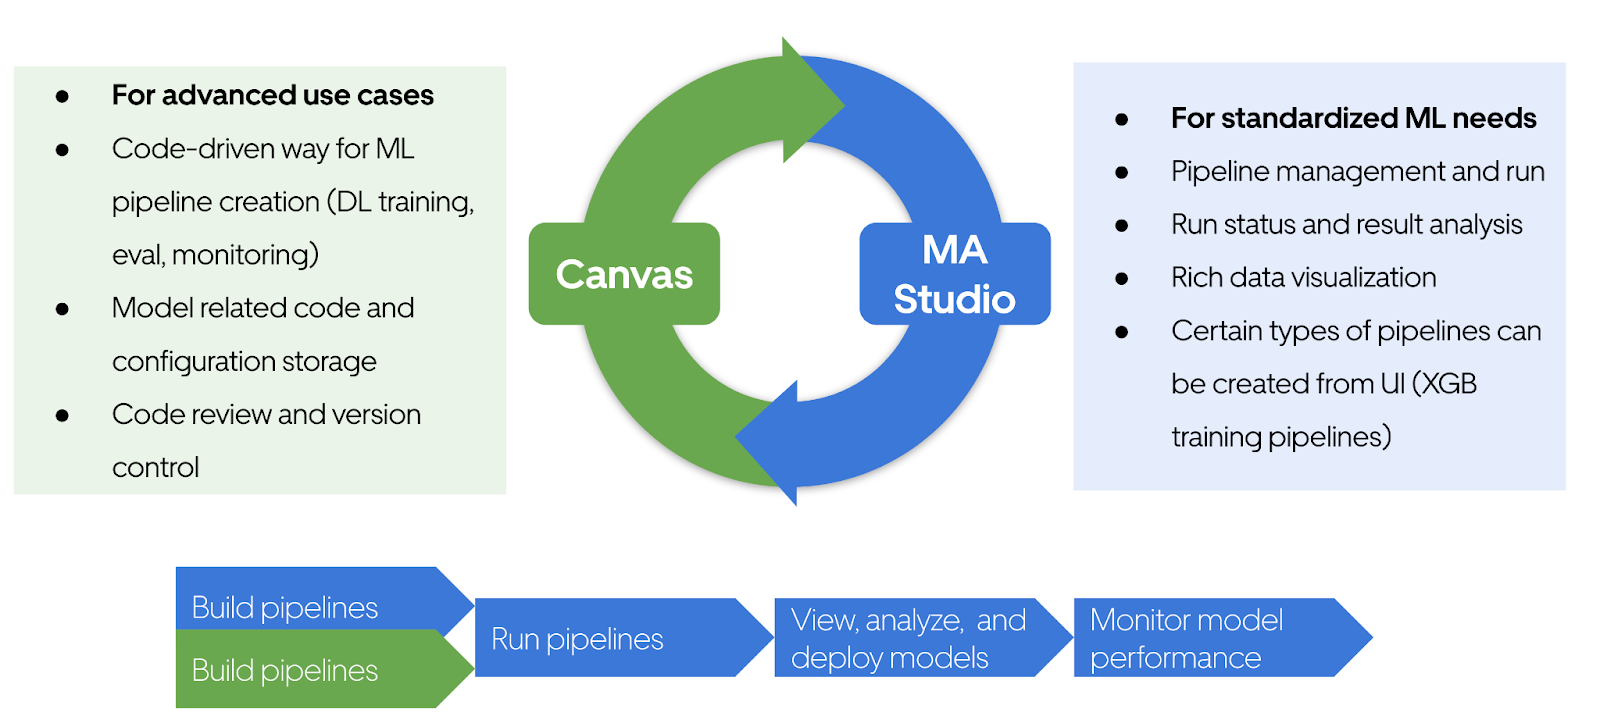 ● For advanced use cases
● Code-driven way for ML
pipeline creation (DL training,
eval, monitoring)
● Model related code and
configuration storage
● Code review and version
control
Canvas
MA
Studio
● For standardized ML needs
● Pipeline management and run
● Run status and result analysis
● Rich data visualization
● Certain types of pipelines can
be created from UI (XGB
training pipelines)
Build pipelines
Build pipelines
Run pipelines
View, analyze, and
deploy models
Monitor model
performance